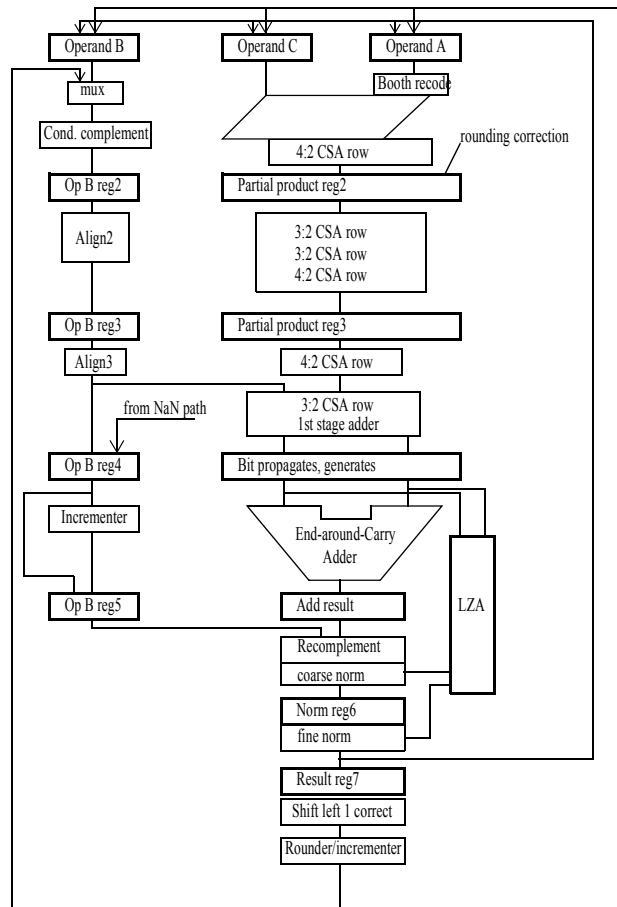 Operand B
Operand C
Operand A
mux
Booth recode
Cond. complement
4:2 CSA row
rounding correction
Op B reg2
Partial product reg2
Align2
3:2 CSA row
3:2 CSA row
4:2 CSA row
Op B reg3
Partial product reg3
Align3
4:2 CSA row
from NaN path
3:2 CSA row
1st stage adder
Op B reg4
Bit propagates, generates
Incrementer
End-around-Carry
Adder
LZA
Op B reg5
Add result
Recomplement
coarse norm
Norm reg6
fine norm
Result reg7
Shift left 1 correct
Rounder/incrementer